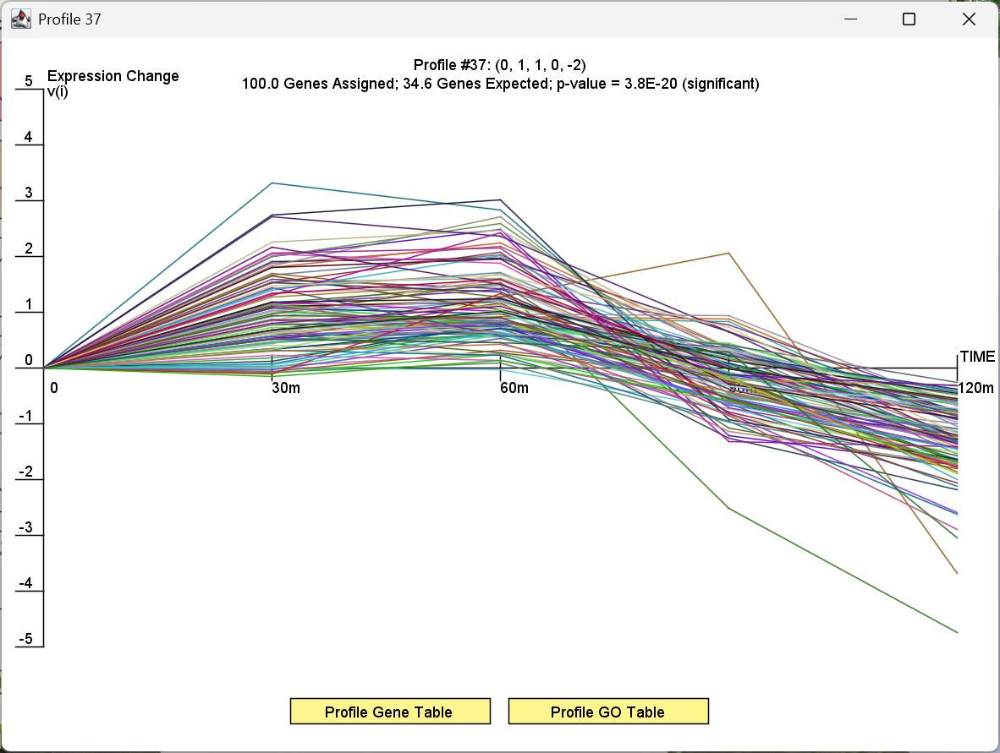 Profile 37
Profile #37: (0, 1, 1, 0, -2)
100.0 Genes Assigned; 34.6 Genes Expected; p-value = 3.8E-20 (significant)
Expression Change
v(i)
5
4
3
2
1
0
-1
-2
-3
-4
-5
TIME
0
30m
60m
120m
Profile Gene Table
Profile GO Table